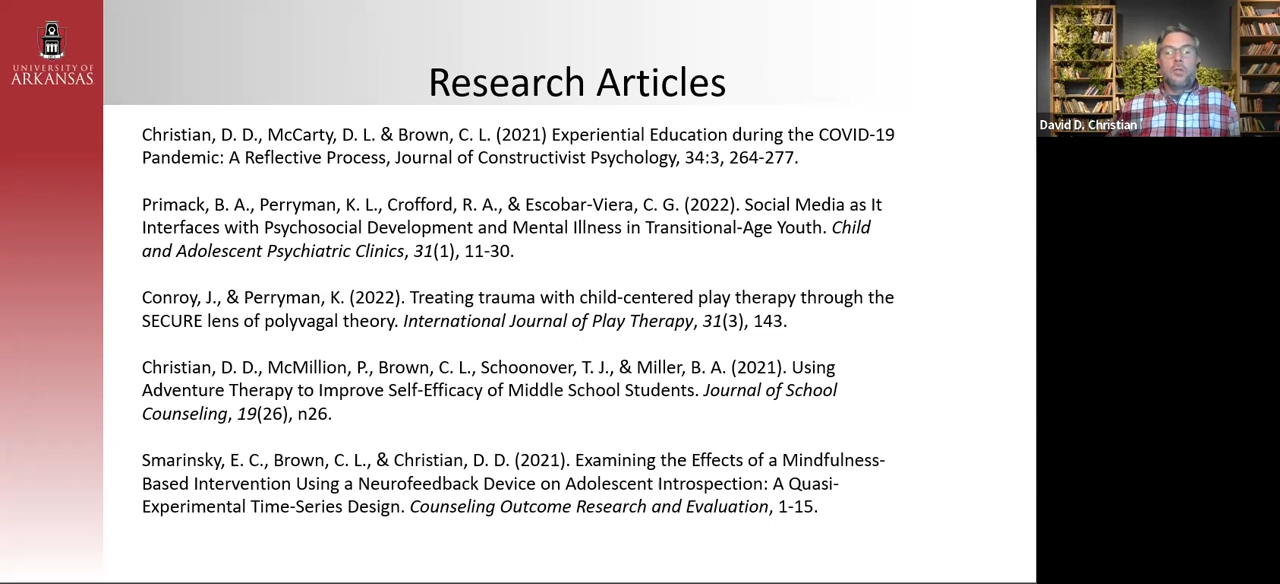 UNIVERSITY OF
ARKANSAS
Research Articles
Christian, D. D., McCarty, D. L. & Brown, C. L. (2021) Experiential Education during the COVID-19
Pandemic: A Reflective Process, Journal of Constructivist Psychology, 34:3, 264-277.
Primack, B. A., Perryman, K. L., Crofford, R. A., & Escobar-Viera, C. G. (2022). Social Media as It
Interfaces with Psychosocial Development and Mental Illness in Transitional-Age Youth. Child
and Adolescent Psychiatric Clinics, 31(1), 11-30.
Conroy, J., & Perryman, K. (2022). Treating trauma with child-centered play therapy through the
SECURE lens of polyvagal theory. International Journal of Play Therapy, 31(3), 143.
Christian, D. D., McMillion, P., Brown, C. L., Schoonover, T. J., & Miller, B. A. (2021). Using
Adventure Therapy to Improve Self-Efficacy of Middle School Students. Journal of School
Counseling, 19(26), n26.
Smarinsky, E. C., Brown, C. L., & Christian, D. D. (2021). Examining the Effects of a Mindfulness-
Based Intervention Using a Neurofeedback Device on Adolescent Introspection: A Quasi-
Experimental Time-Series Design. Counseling Outcome Research and Evaluation, 1-15.
David D. Christian